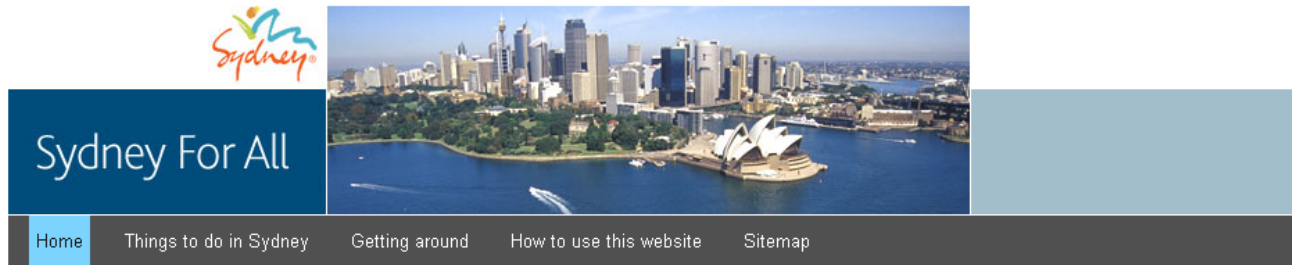 Sydney®
Sydney For All
Home Things to do in Sydney Getting around How to use this website Sitemap